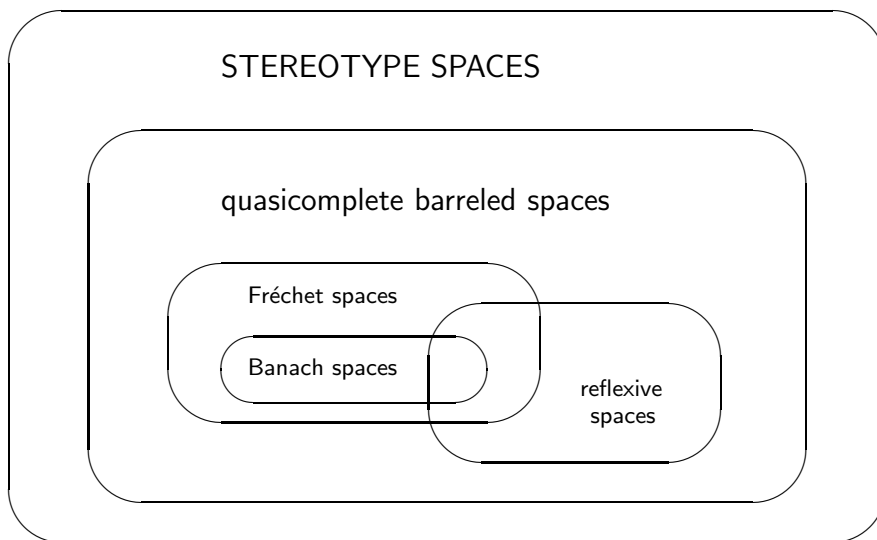 STEREOTYPE SPACES
quasicomplete barreled spaces
Fréchet spaces
Banach spaces
reflexive
spaces